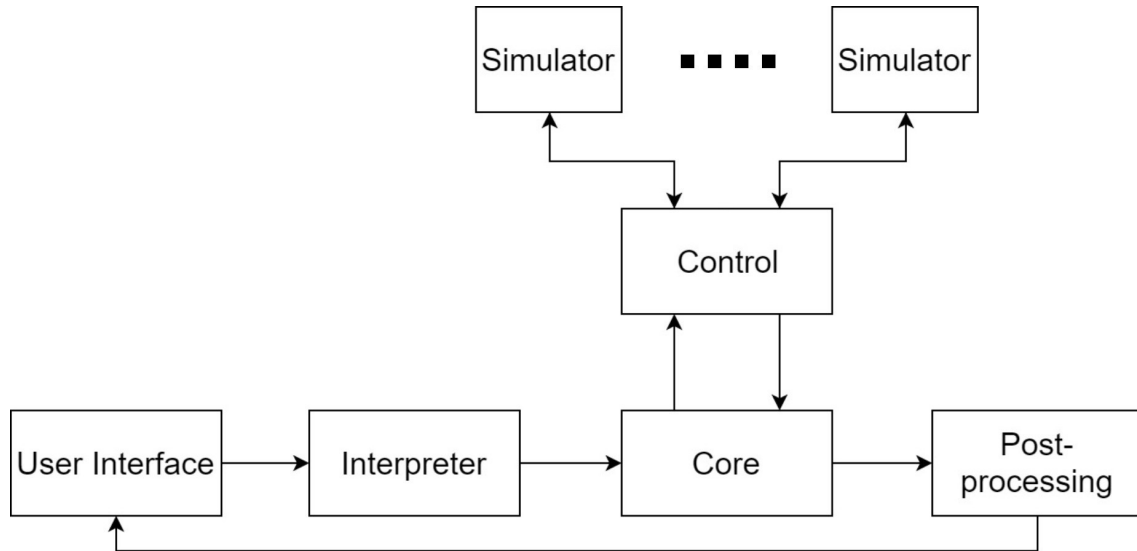 Simulator
Simulator
Control
User Interface
Interpreter
Core
Post-
processing